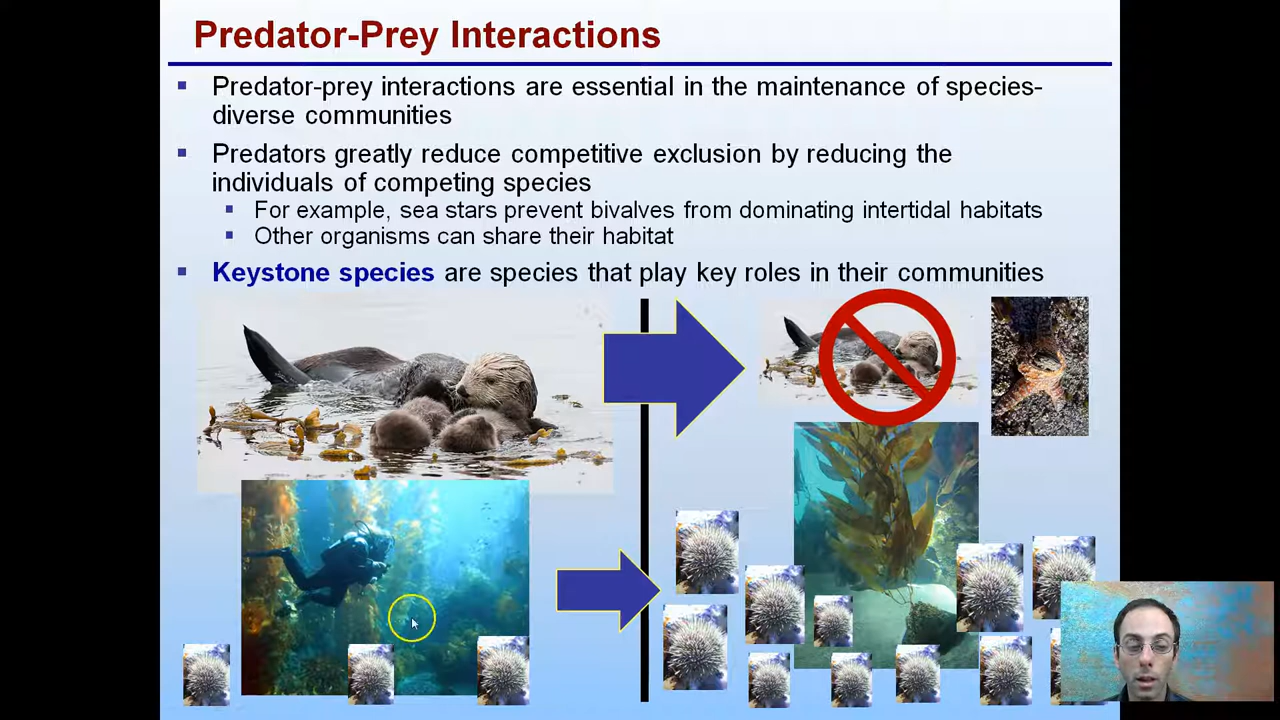 Predator-Prey Interactions
Predator-prey interactions are essential in the maintenance of species-
diverse communities
Predators greatly reduce competitive exclusion by reducing the
individuals of competing species
For example, sea stars prevent bivalves from dominating intertidal habitats
Other organisms can share their habitat
Keystone species are species that play key roles in their communities